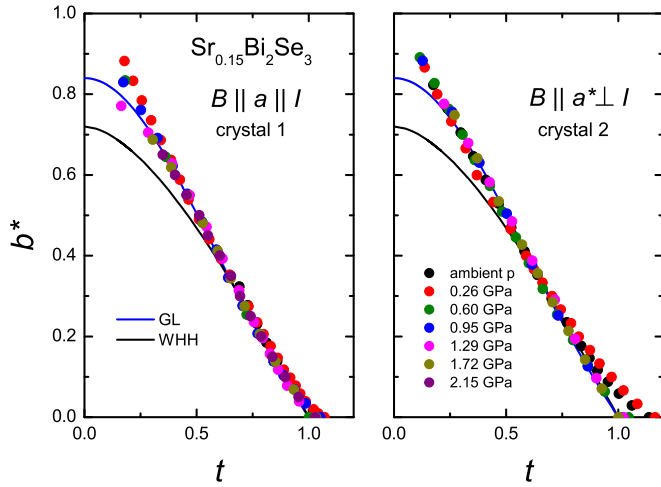 Sr0.15Bi2Se3
B || a || I
crystal 1
B || a* ⊥ I
crystal 2
b*
1.0
0.8
0.6
0.4
0.2
0.0
GL
WHH
ambient p
0.26 GPa
0.60 GPa
0.95 GPa
1.29 GPa
1.72 GPa
2.15 GPa
0.0 0.5 1.0
0.0 0.5 1.0
t
t